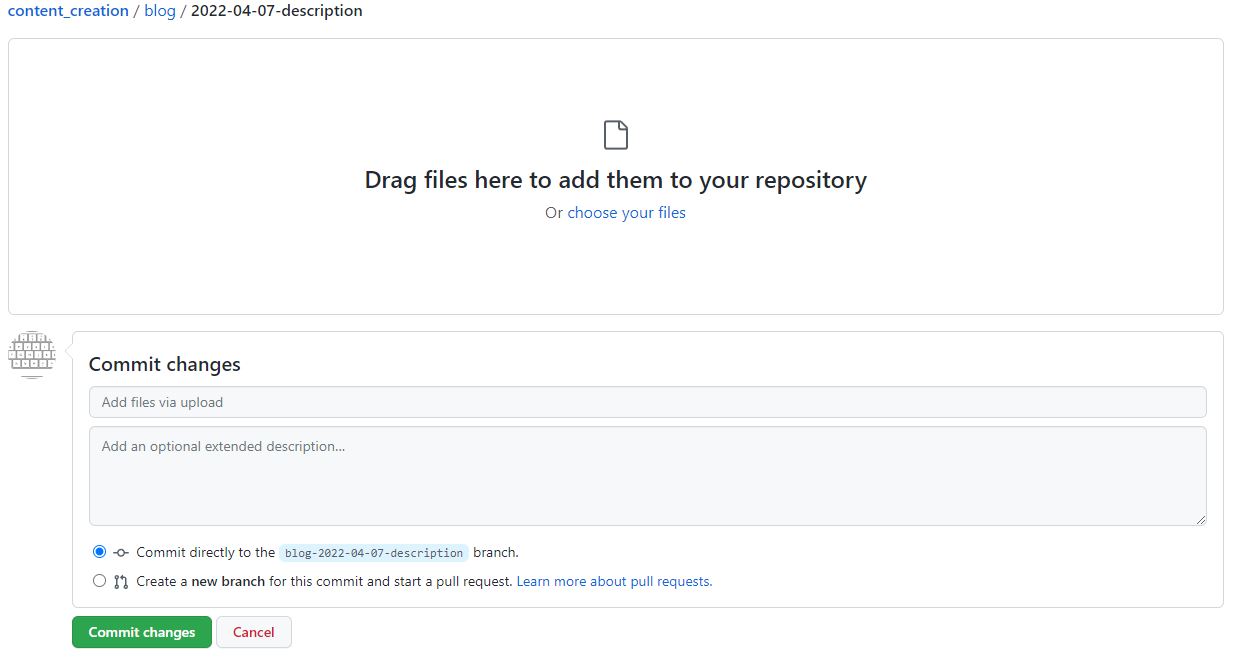 content_creation / blog / 2022-04-07-description
Drag files here to add them to your repository
Or choose your files
Commit changes
Add files via upload
Add an optional extended description...
Commit directly to the blog-2022-04-07-description branch.
Create a new branch for this commit and start a pull request. Learn more about pull requests.
Commit changes Cancel